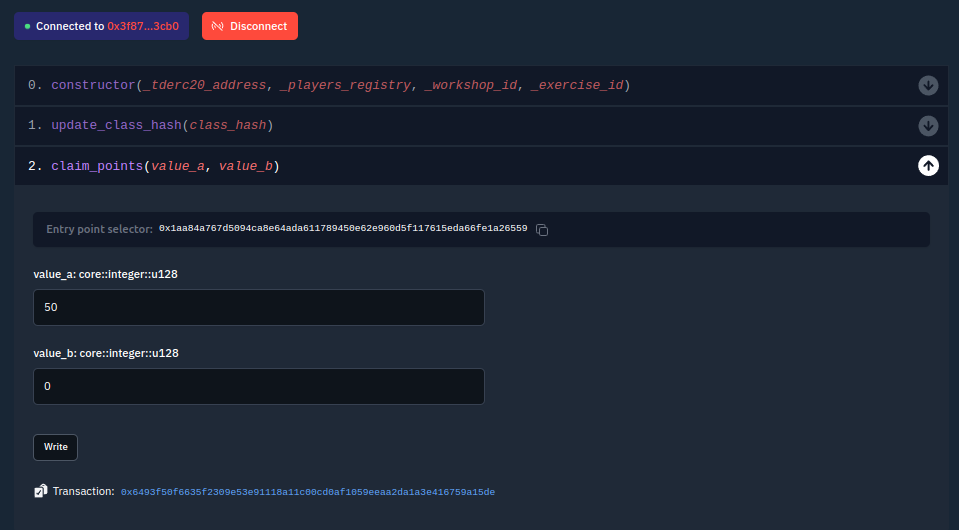 Connected to 0x3f87...3cb0 Disconnect
0. constructor(_tderc20_address, _players_registry, _workshop_id, _exercise_id)
1. update_class_hash(class_hash)
2. claim_points(value_a, value_b)
Entry point selector: 0x1aa84a767d5094ca8e64ada611789450e62e960d5f117615eda66fe1a26559
value_a: core::integer::u128
50
value_b: core::integer::u128
0
Write
Transaction: 0x6493f50f6635f2309e53e91118a11c00cd0af1059eeaa2da1a3e416759a15de